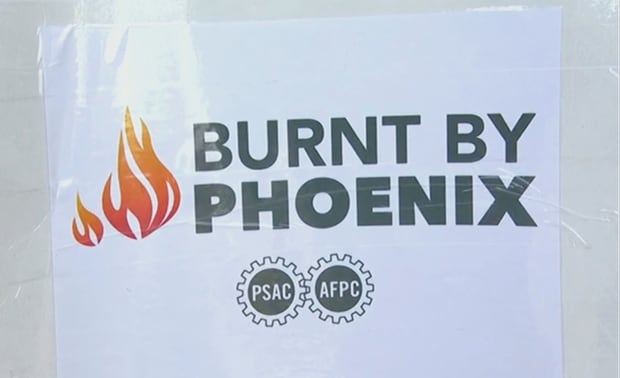 BURNT BY
PHOENIX
PSAC AFPC